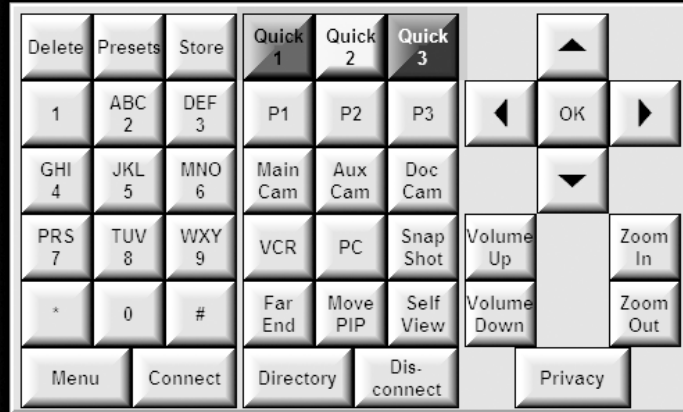 Delete Presets Store Quick 1 Quick 2 Quick 3
1 ABC 2 DEF 3 P1 P2 P3 OK
GHI 4 JKL 5 MNO 6 Main Cam Aux Cam Doc Cam
PRS 7 TUV 8 WXY 9 VCR PC Snap Shot Volume Up Zoom In
* 0 # Far End Move PIP Self View Volume Down Zoom Out
Menu Connect Directory Dis-connect Privacy